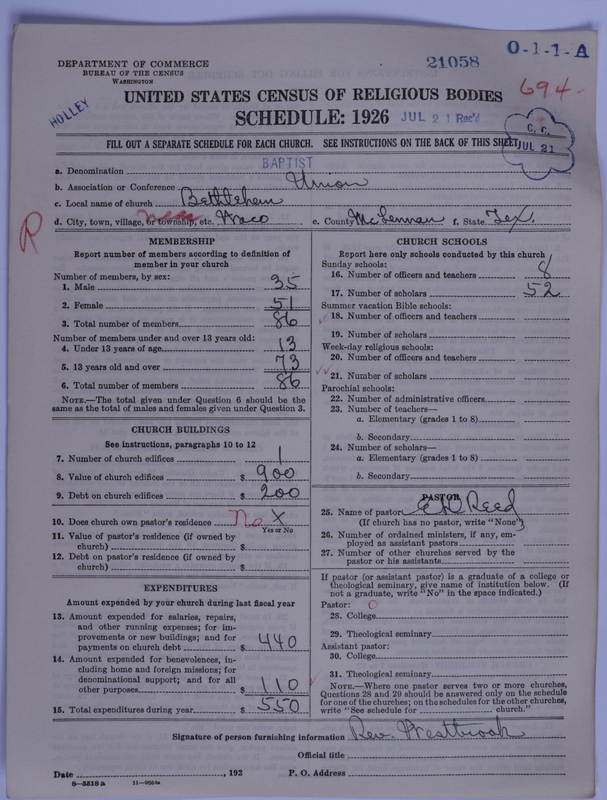 DEPARTMENT OF COMMERCE
BUREAU OF THE CENSUS
WASHINGTON
21058
O-1-1-A
HOLLEY
UNITED STATES CENSUS OF RELIGIOUS BODIES
694-
SCHEDULE: 1926
JUL 21 Rec'd
C. C.
JUL 21
FILL OUT A SEPARATE SCHEDULE FOR EACH CHURCH. SEE INSTRUCTIONS ON THE BACK OF THIS SHEET
a. Denomination BAPTIST
b. Association or Conference Union
c. Local name of church Bethlehem
d. City, town, village, or township, etc. near Waco e. County McLennan f. State Tex.
R
MEMBERSHIP
Report number of members according to definition of
member in your church
Number of members, by sex:
1. Male 35
2. Female 51
3. Total number of members 86
Number of members under and over 13 years old:
4. Under 13 years of age 13
5. 13 years old and over 73
6. Total number of members 86
NOTE.—The total given under Question 6 should be
the same as the total of males and females given under Question 3.
CHURCH BUILDINGS
See instructions, paragraphs 10 to 12
7. Number of church edifices 1
8. Value of church edifices $ 900
9. Debt on church edifices $ 200
10. Does church own pastor's residence No X
Yes or No
11. Value of pastor's residence (if owned by
church) $
12. Debt on pastor's residence (if owned by
church) $
EXPENDITURES
Amount expended by your church during last fiscal year
13. Amount expended for salaries, repairs,
and other running expenses; for im-
provements or new buildings; and for
payments on church debt $ 440
14. Amount expended for benevolences, in-
cluding home and foreign missions; for
denominational support; and for all
other purposes $ 110
15. Total expenditures during year $ 550
CHURCH SCHOOLS
Report here only schools conducted by this church
Sunday schools:
16. Number of officers and teachers 8
17. Number of scholars 52
Summer vacation Bible schools:
18. Number of officers and teachers
19. Number of scholars
Week-day religious schools:
20. Number of officers and teachers
21. Number of scholars
Parochial schools:
22. Number of administrative officers
23. Number of teachers—
a. Elementary (grades 1 to 8)
b. Secondary
24. Number of scholars—
a. Elementary (grades 1 to 8)
b. Secondary
PASTOR
25. Name of pastor Reed
(If church has no pastor, write "None")
26. Number of ordained ministers, if any, em-
ployed as assistant pastors
27. Number of other churches served by the
pastor or his assistants
If pastor (or assistant pastor) is a graduate of a college or
theological seminary, give name of institution below. (If
not a graduate, write "No" in the space indicated.)
Pastor: O
28. College
29. Theological seminary
Assistant pastor:
30. College
31. Theological seminary
NOTE.—Where one pastor serves two or more churches,
Questions 28 and 29 should be answered only on the schedule
for one of the churches; on the schedules for the other churches,
write "See schedule for church."
Signature of person furnishing information Rev. Westbrook
Official title
Date , 192 P. O. Address
8—5518 a